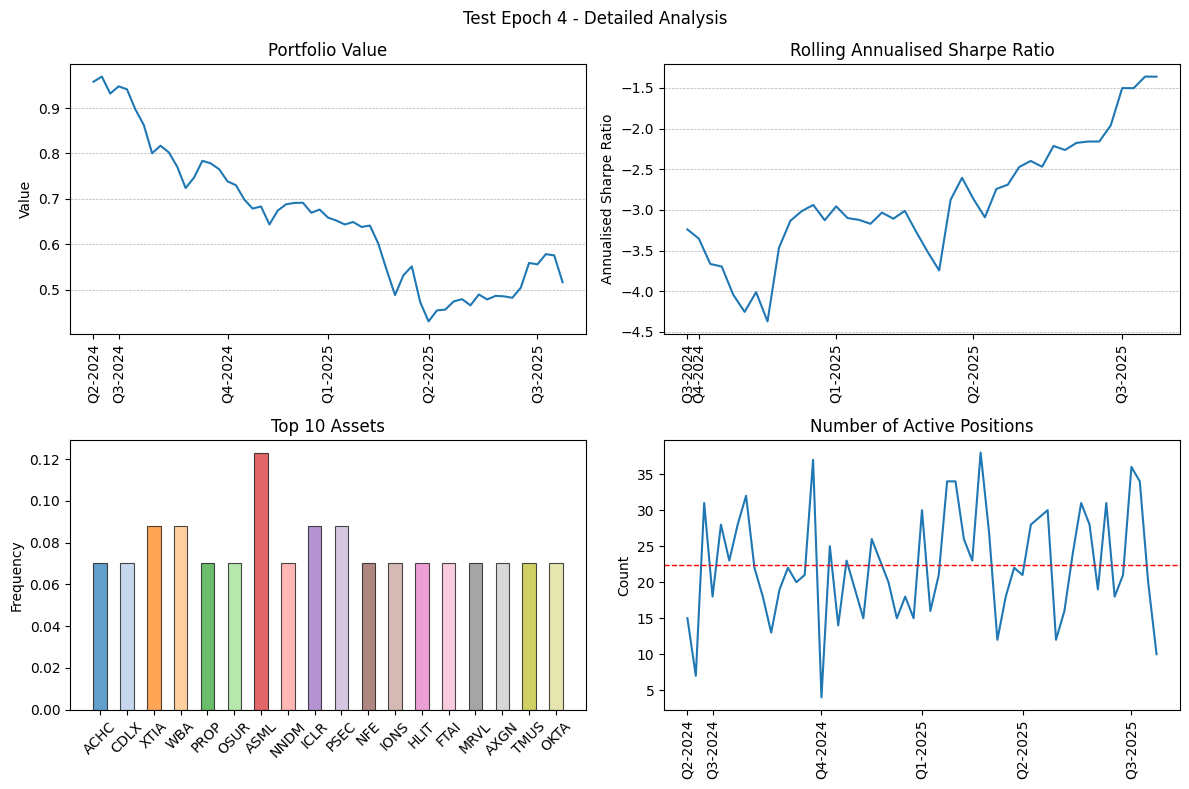 Test Epoch 4 - Detailed Analysis
Portfolio Value
Value
0.9
0.8
0.7
0.6
0.5
Q2-2024
Q3-2024
Q4-2024
Q1-2025
Q2-2025
Q3-2025
Rolling Annualised Sharpe Ratio
Annualised Sharpe Ratio
−1.5
−2.0
−2.5
−3.0
−3.5
−4.0
−4.5
Q3-2024
Q4-2024
Q1-2025
Q2-2025
Q3-2025
Top 10 Assets
Frequency
0.12
0.10
0.08
0.06
0.04
0.02
0.00
ACHC
CDLX
XTIA
WBA
PROP
OSUR
ASML
NNDM
ICLR
PSEC
NFE
IONS
HLIT
FTAI
MRVL
AXGN
TMUS
OKTA
Number of Active Positions
Count
35
30
25
20
15
10
5
Q2-2024
Q3-2024
Q4-2024
Q1-2025
Q2-2025
Q3-2025